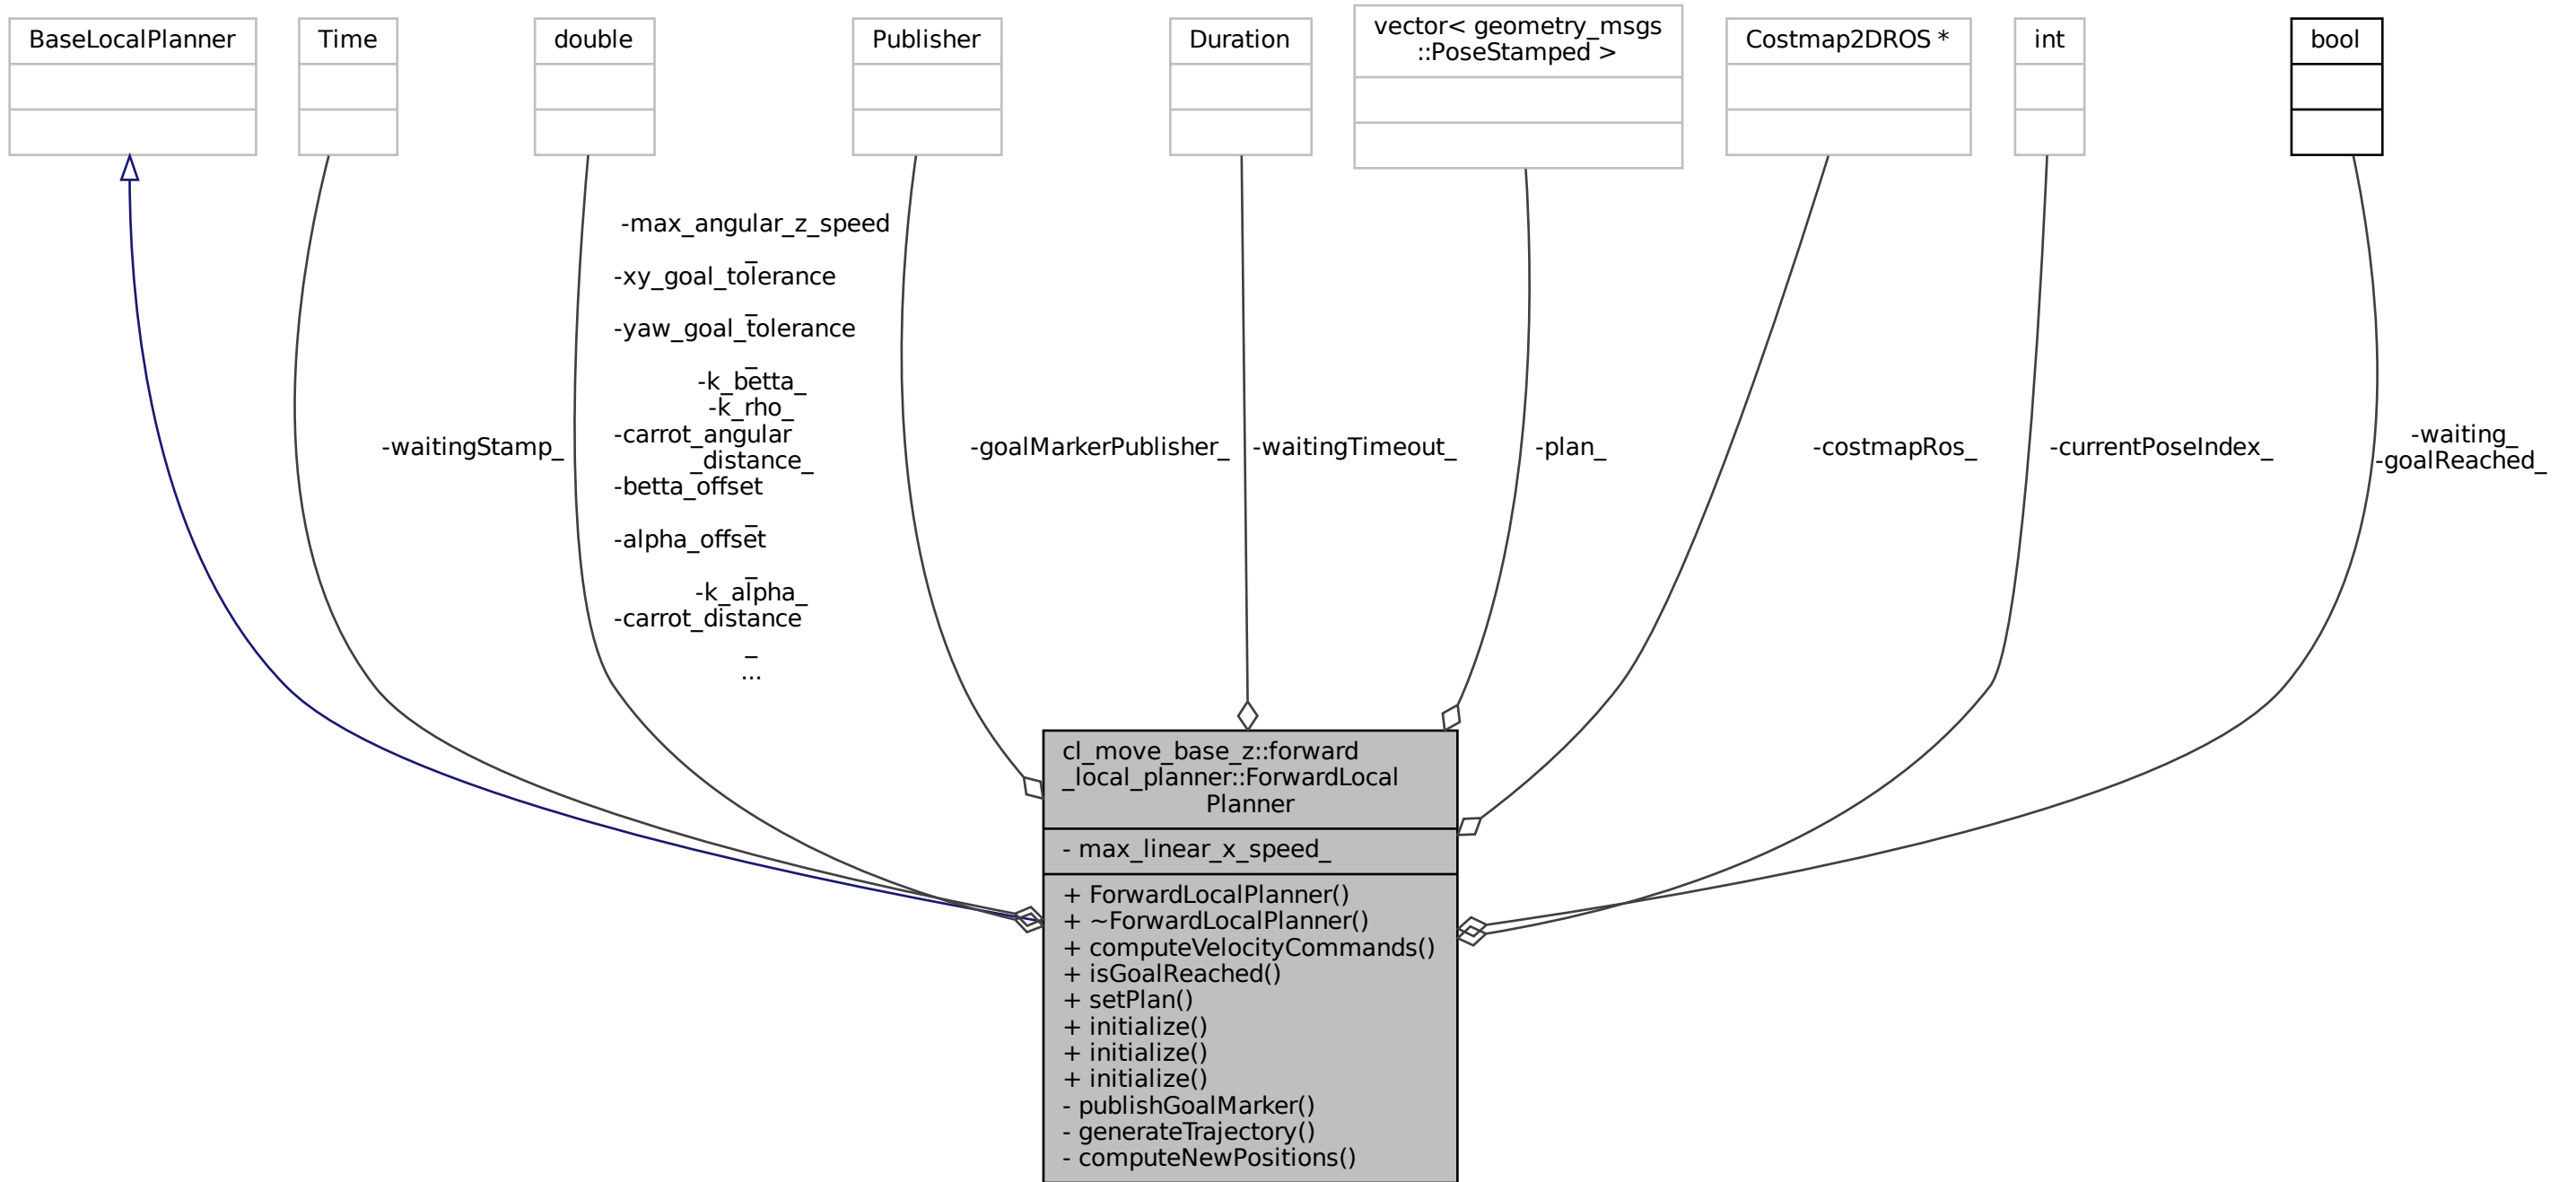 BaseLocalPlanner
Time
double
Publisher
Duration
vector< geometry_msgs
::PoseStamped >
Costmap2DROS *
int
bool
-max_angular_z_speed
_
-xy_goal_tolerance
_
-yaw_goal_tolerance
_
-k_betta_
-k_rho_
-carrot_angular
_distance_
-betta_offset
_
-alpha_offset
_
-k_alpha_
-carrot_distance
_
...
-waitingStamp_
-goalMarkerPublisher_
-waitingTimeout_
-plan_
-costmapRos_
-currentPoseIndex_
-waiting_
-goalReached_
cl_move_base_z::forward
_local_planner::ForwardLocal
Planner
- max_linear_x_speed_
+ ForwardLocalPlanner()
+ ~ForwardLocalPlanner()
+ computeVelocityCommands()
+ isGoalReached()
+ setPlan()
+ initialize()
+ initialize()
+ initialize()
- publishGoalMarker()
- generateTrajectory()
- computeNewPositions()